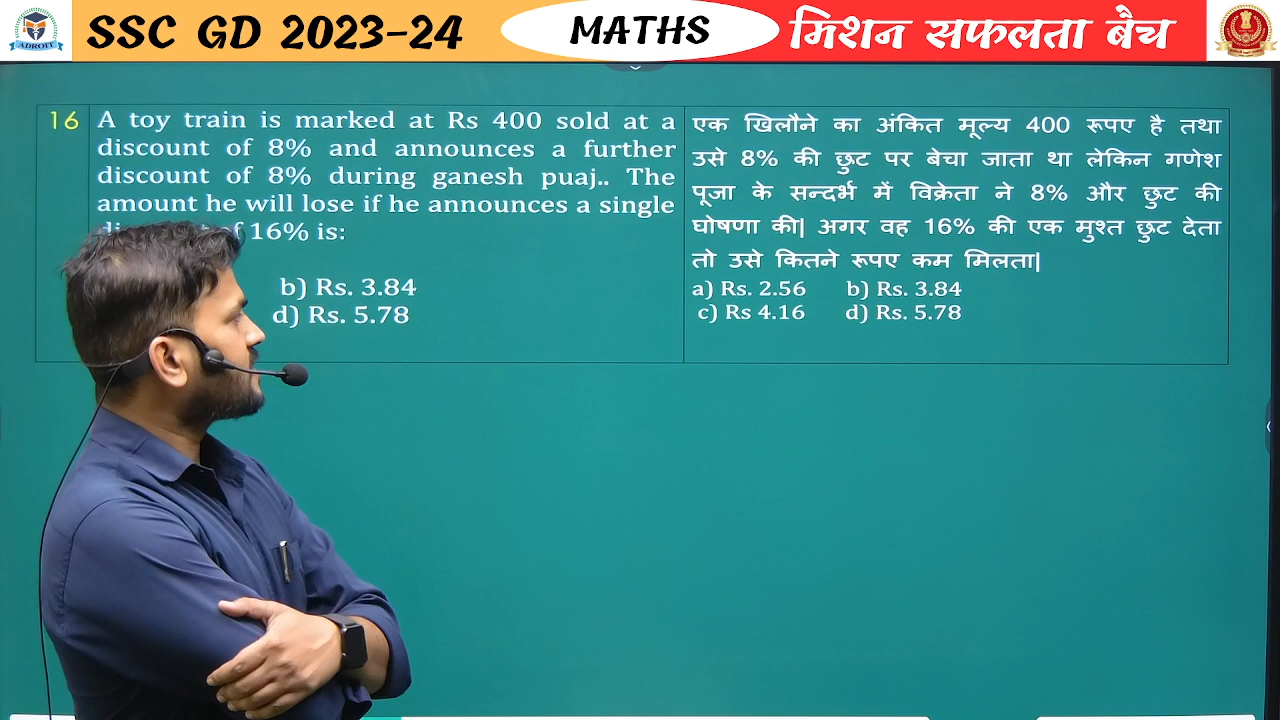 SSC GD 2023-24
MATHS
मिशन सफलता बैच
ADROIT
16
A toy train is marked at Rs 400 sold at a
discount of 8% and announces a further
discount of 8% during ganesh puaj.. The
amount he will lose if he announces a single
16% is:
b) Rs. 3.84
d) Rs. 5.78
एक खिलौने का अंकित मूल्य 400 रूपए है तथा
उसे 8% की छुट पर बेचा जाता था लेकिन गणेश
पूजा के सन्दर्भ में विक्रेता ने 8% और छुट की
घोषणा की| अगर वह 16% की एक मुश्त छुट देता
तो उसे कितने रूपए कम मिलता|
a) Rs. 2.56 b) Rs. 3.84
c) Rs 4.16 d) Rs. 5.78